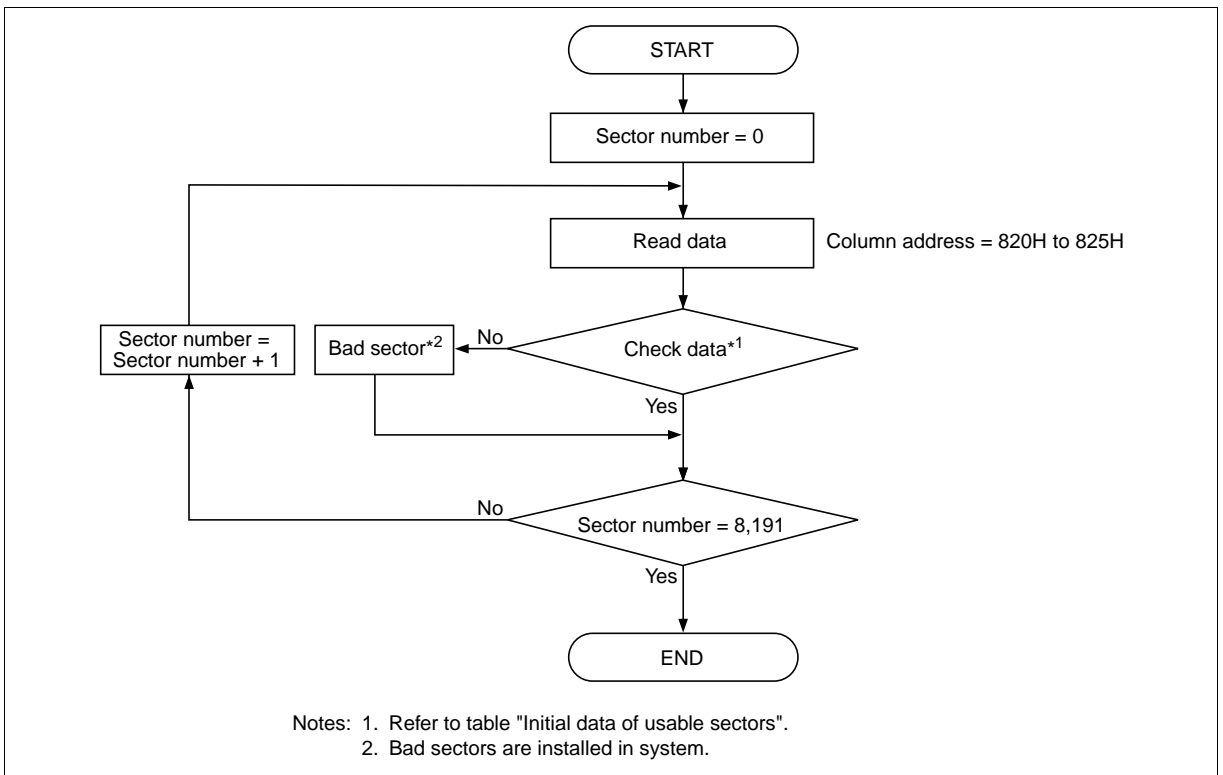 START
Sector number = 0
Read data
Column address = 820H to 825H
Sector number =
Sector number + 1
Bad sector*2
No
Check data*1
Yes
No
Sector number = 8,191
Yes
END
Notes: 1. Refer to table "Initial data of usable sectors".
2. Bad sectors are installed in system.